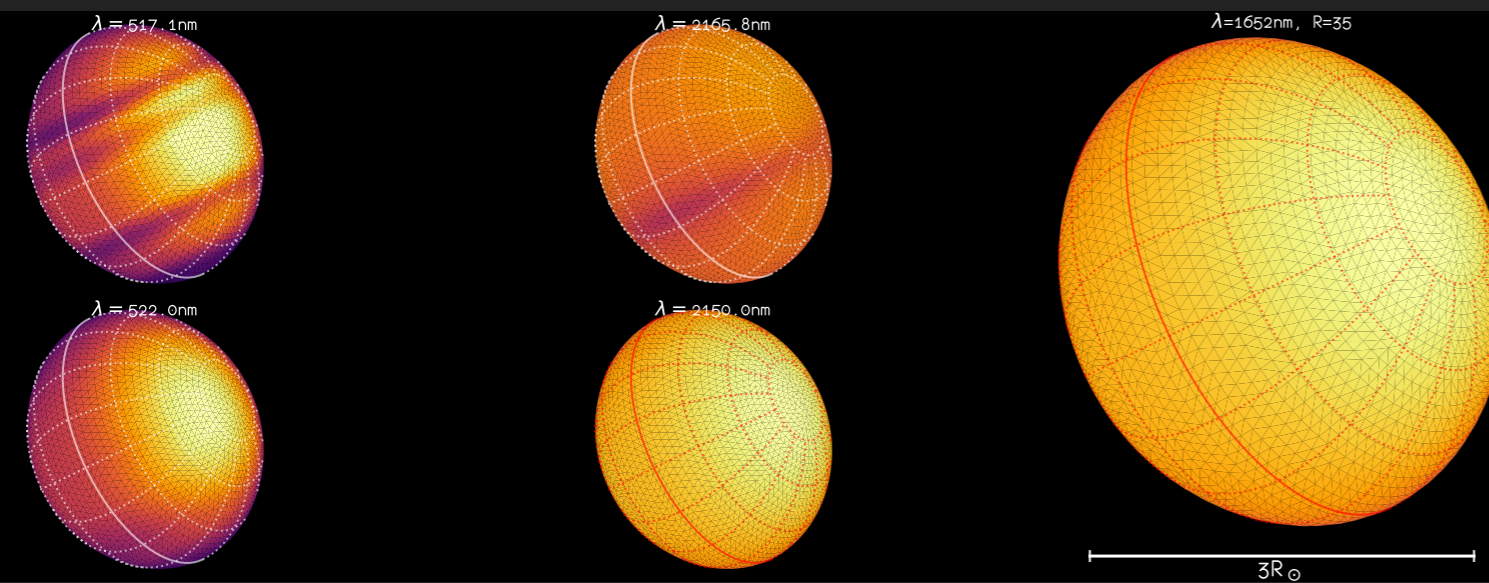 λ = 517.1nm
λ = 2165.8nm
λ=1652nm, R=35
λ = 522.0nm
λ = 2150.0nm
3R☉